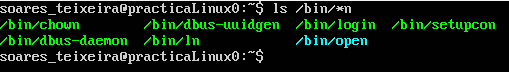 soares_teixeira@practicaLinux0:~$ ls /bin/*n
/bin/chown /bin/dbus-uuidgen /bin/login /bin/setupcon
/bin/dbus-daemon /bin/ln /bin/open
soares_teixeira@practicaLinux0:~$